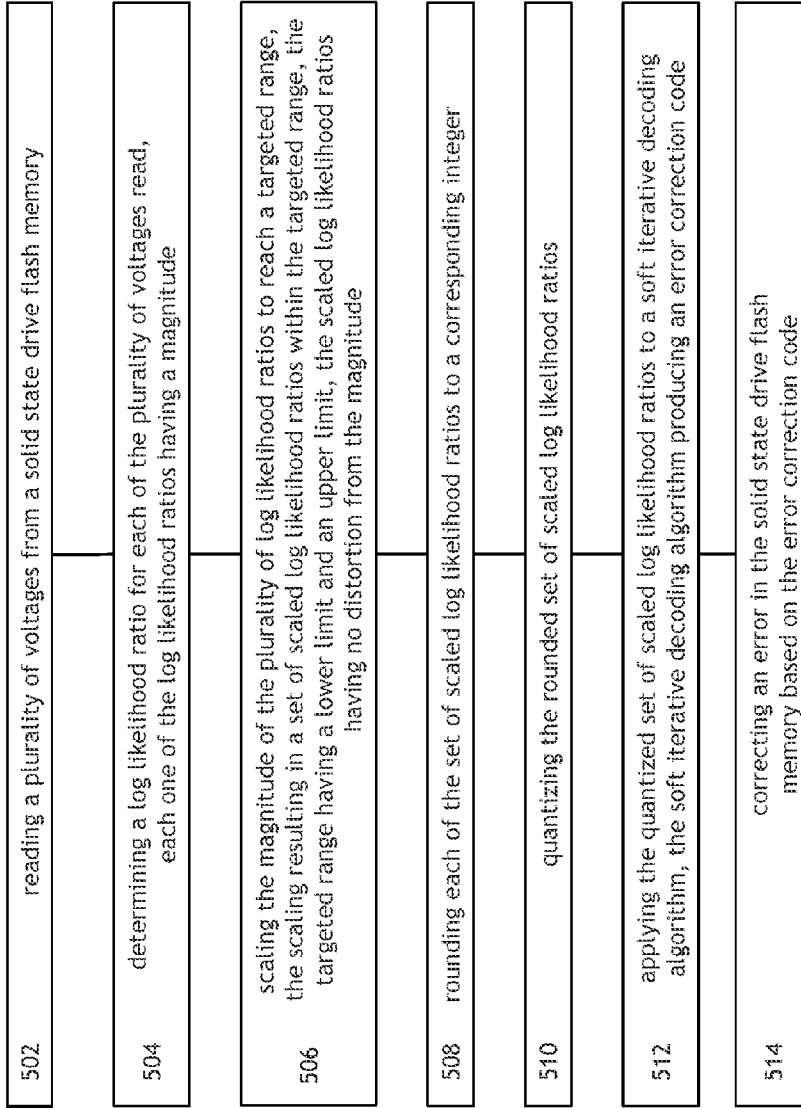 502
reading a plurality of voltages from a solid state drive flash memory
504
determining a log likelihood ratio for each of the plurality of voltages read,
each one of the log likelihood ratios having a magnitude
506
scaling the magnitude of the plurality of log likelihood ratios to reach a targeted range,
the scaling resulting in a set of scaled log likelihood ratios within the targeted range, the
targeted range having a lower limit and an upper limit, the scaled log likelihood ratios
having no distortion from the magnitude
508
rounding each of the set of scaled log likelihood ratios to a corresponding integer
510
quantizing the rounded set of scaled log likelihood ratios
512
applying the quantized set of scaled log likelihood ratios to a soft iterative decoding
algorithm, the soft iterative decoding algorithm producing an error correction code
514
correcting an error in the solid state drive flash
memory based on the error correction code